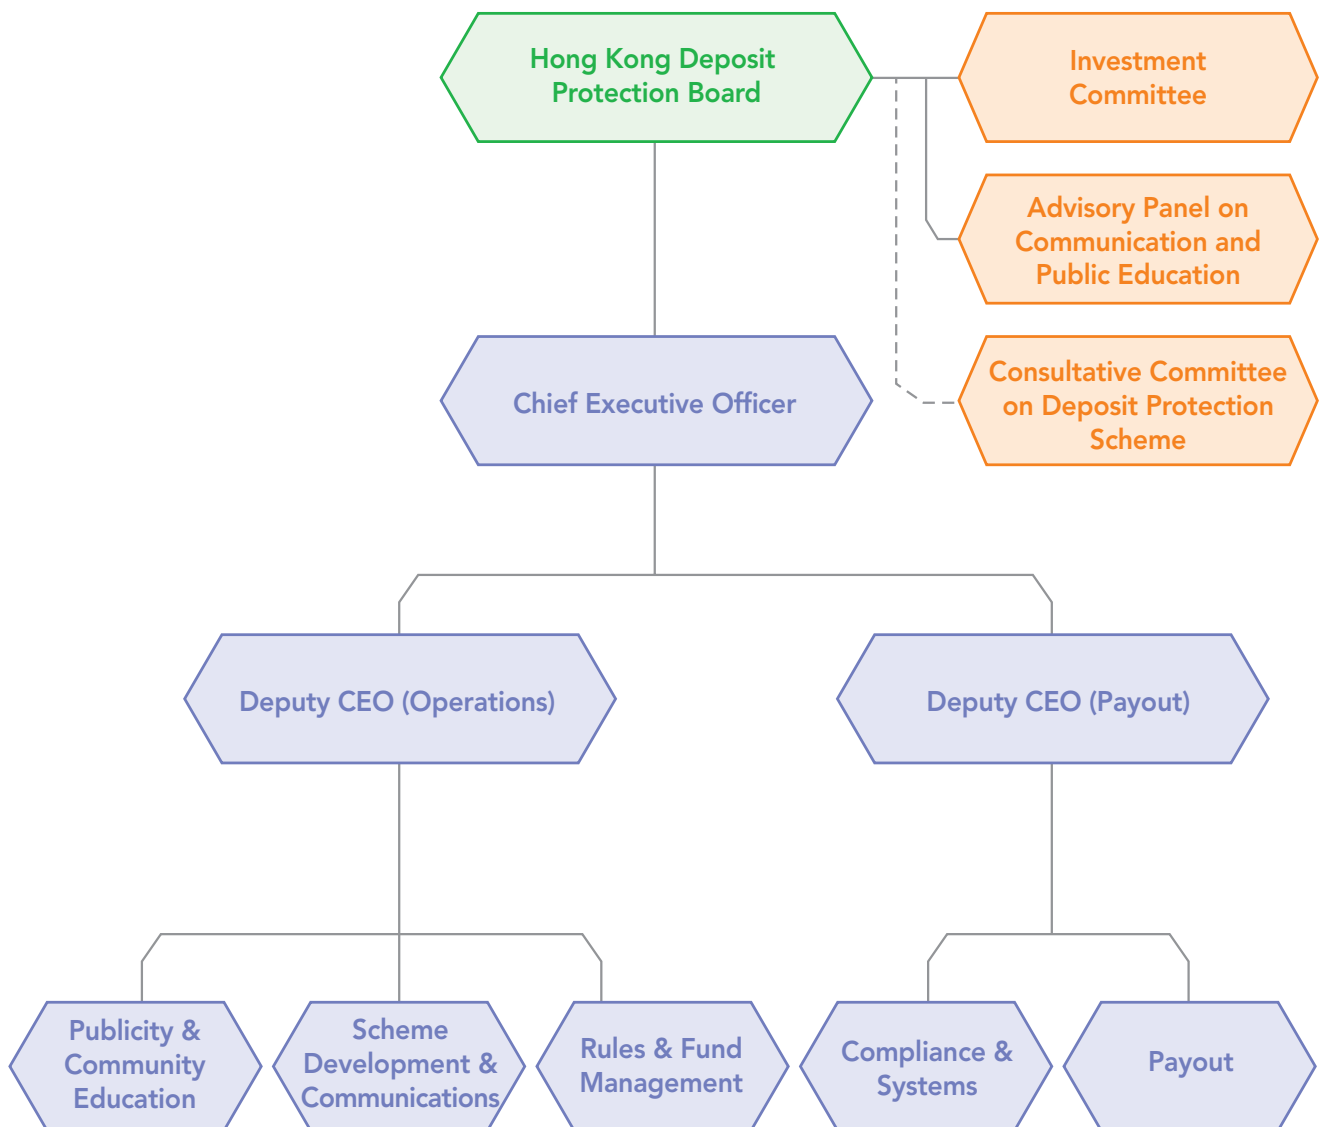 Hong Kong Deposit
Protection Board
Investment
Committee
Advisory Panel on
Communication and
Public Education
Chief Executive Officer
Consultative Committee
on Deposit Protection
Scheme
Deputy CEO (Operations)
Deputy CEO (Payout)
Publicity &
Community
Education
Scheme
Development &
Communications
Rules & Fund
Management
Compliance &
Systems
Payout